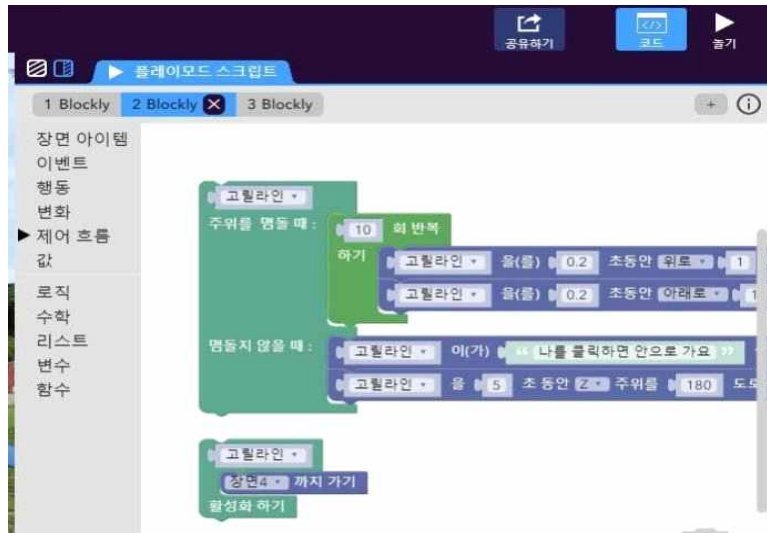 공유하기 코드 놀기
플레이모드 스크립트
1 Blockly 2 Blockly 3 Blockly
장면 아이템
이벤트
행동
변화
제어 흐름
값
로직
수학
리스트
변수
함수
고릴라인
주위를 맴돌 때 : 10 회 반복
하기 고릴라인 을(를) 0.2 초동안 위로 1
고릴라인 을(를) 0.2 초동안 아래로 1
맴돌지 않을 때 : 고릴라인 이(가) “ 나를 클릭하면 안으로 가요 ”
고릴라인 을 5 초 동안 Z 주위를 180 도로
고릴라인
장면4 까지 가기
활성화 하기